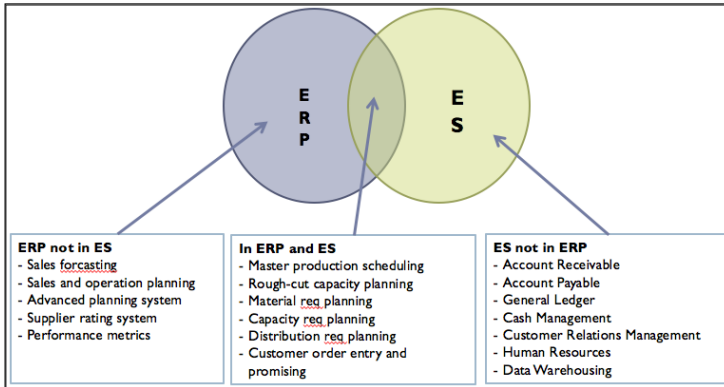 E
R
P
E
S
ERP not in ES
- Sales forcasting
- Sales and operation planning
- Advanced planning system
- Supplier rating system
- Performance metrics
In ERP and ES
- Master production scheduling
- Rough-cut capacity planning
- Material req planning
- Capacity req planning
- Distribution req planning
- Customer order entry and
promising
ES not in ERP
- Account Receivable
- Account Payable
- General Ledger
- Cash Management
- Customer Relations Management
- Human Resources
- Data Warehousing